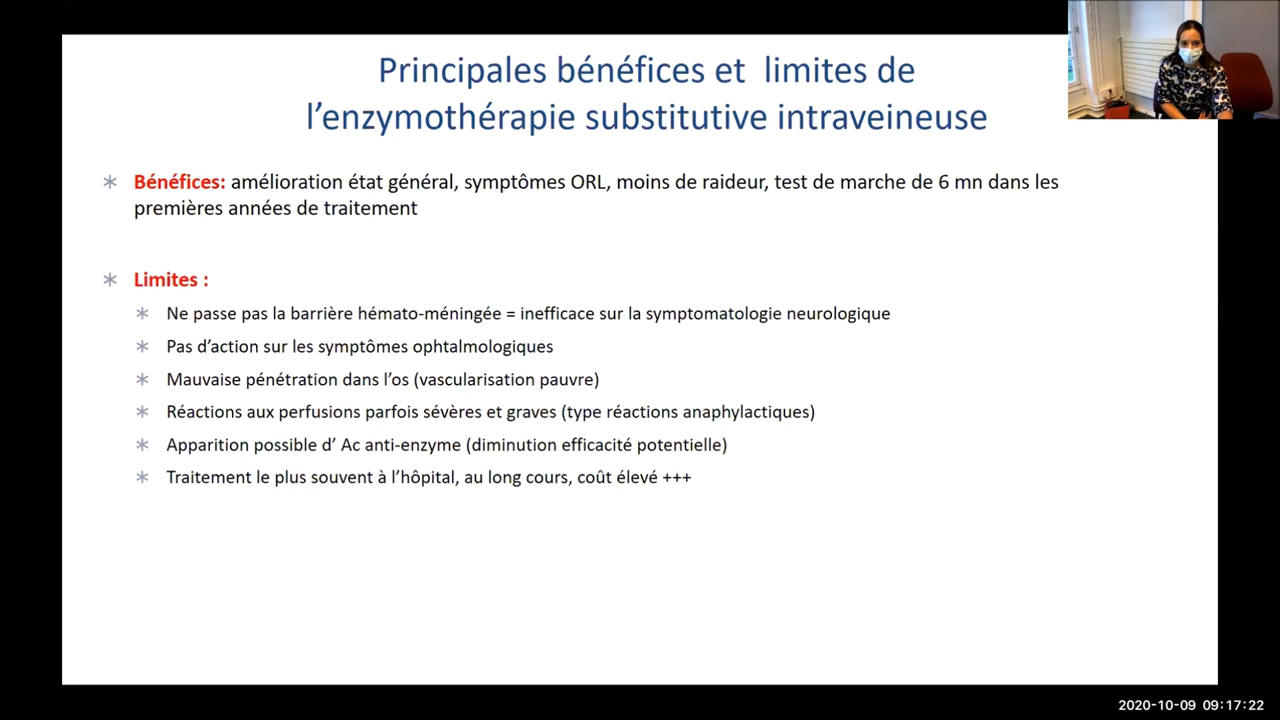 Principales bénéfices et  limites de
l’enzymothérapie substitutive intraveineuse
Bénéfices: amélioration état général, symptômes ORL, moins de raideur, test de marche de 6 mn dans les
premières années de traitement
Limites :
Ne passe pas la barrière hémato-méningée = inefficace sur la symptomatologie neurologique
Pas d’action sur les symptômes ophtalmologiques
Mauvaise pénétration dans l’os (vascularisation pauvre)
Réactions aux perfusions parfois sévères et graves (type réactions anaphylactiques)
Apparition possible d’ Ac anti-enzyme (diminution efficacité potentielle)
Traitement le plus souvent à l’hôpital, au long cours, coût élevé +++
2020-10-09 09:17:22